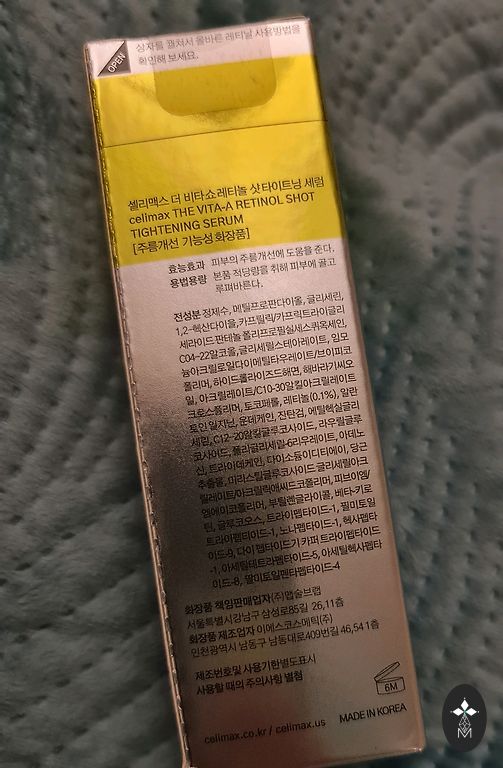 OPEN
상자를 펼쳐서 올바른 레티날 사용방법을
확인해 보세요.
셀리맥스 더 비타쇼 레티놀 샷 타이트닝 세럼
celimax THE VITA-A RETINOL SHOT
TIGHTENING SERUM
[주름개선 기능성 화장품]
효능효과 피부의 주름개선에 도움을 준다.
용법용량 본품 적당량를 취해 피부에 골고
루펴바른다.
전성분 정제수, 메틸프로판다이올, 글리세린,
1,2-헥산다이올, 카프릴릭/카프릭트라이글리
세라이드 판테놀 폴리프로필실세스퀴옥세인,
C04-22알코올, 글리세릴스테아레이트, 암모
늄아크릴로일다이메틸타우레이트/브이피코
폴리머, 하이드롤라이즈드해면, 해바라기씨오
일, 아크릴레이트/C10-30알킬아크릴레이트
크로스폴리머, 토코페롤, 레티놀(0.1%), 알란
토인 알지닌, 운데케인, 잔탄검, 에틸헥실글리
세린, C12-20알킬글루코사이드, 라우릴글루
코사이드, 폴리글리세릴-6라우레이트, 아데노
신, 트라이데케인, 다이소듐이디티에이, 당근
추출물, 미리스틸글루코사이드 글리세릴아크
릴레이트/아크릴릭애씨드코폴리머, 피브이엠/
엠에이코폴리머, 부틸렌글라이콜, 베타-카로
틴, 글루코오스, 트라이펩타이드-1, 팔미토일
트라이펩타이드-1, 노나펩타이드-1, 헥사펩타
이드-9, 다이펩타이드기 카퍼 트라이펩타이드
-1, 아세틸테트라펩타이드-5, 아세틸헥사펩타
이드-8, 팔미토일펜타펩타이드-4
화장품 책임판매업자 (주)앱솔브랩
서울특별시강남구 삼성로85길 26, 11층
화장품 제조업자 이에스코스메틱(주)
인천광역시 남동구 남동대로409번길 46, 54 1층
제조번호및 사용기한별도표시
사용할 때의 주의사항 별첨
6M
celimax.co.kr / celimax.us MADE IN KOREA
M